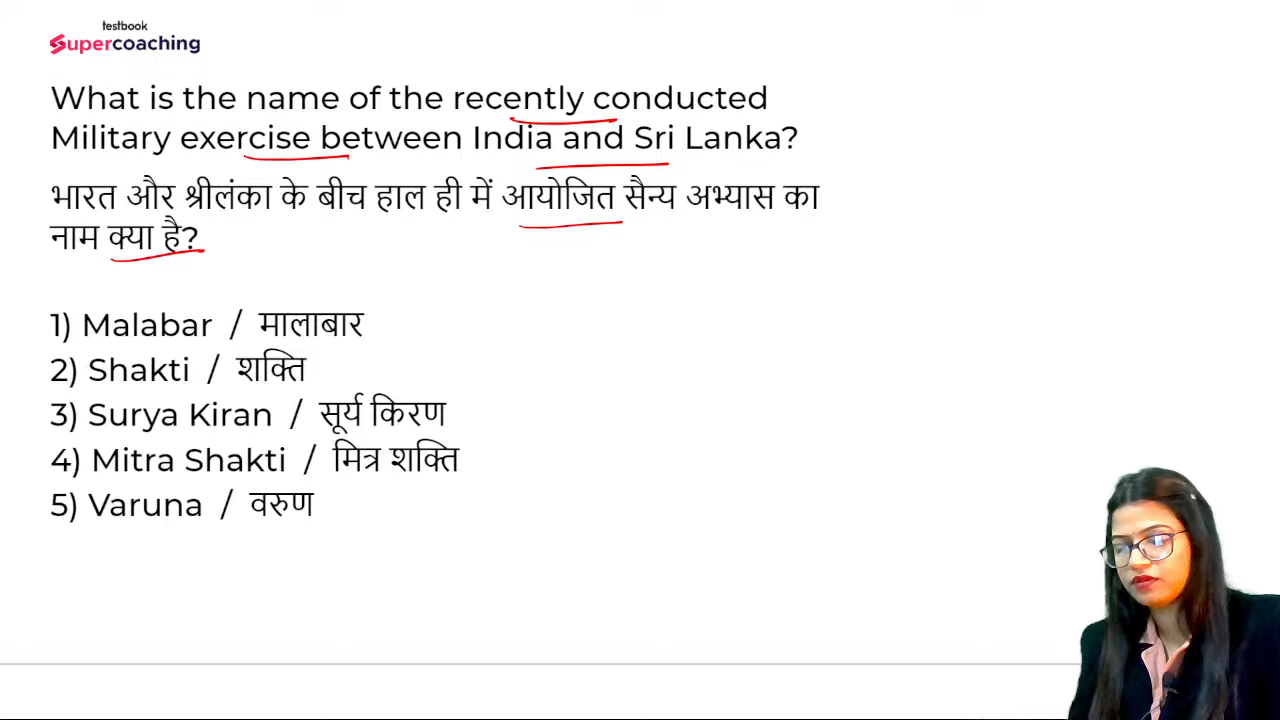 testbook
Supercoaching
What is the name of the recently conducted
Military exercise between India and Sri Lanka?
भारत और श्रीलंका के बीच हाल ही में आयोजित सैन्य अभ्यास का
नाम क्या है?
1) Malabar / मालाबार
2) Shakti / शक्ति
3) Surya Kiran / सूर्य किरण
4) Mitra Shakti / मित्र शक्ति
5) Varuna / वरुण